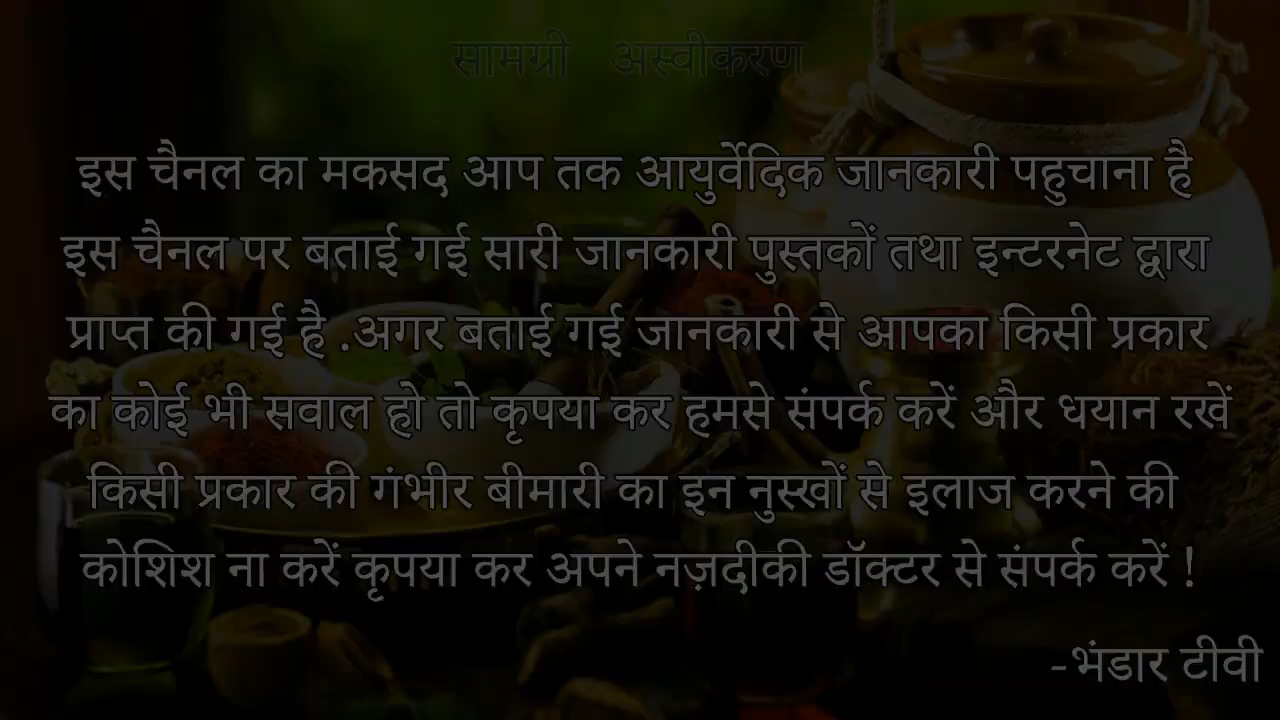 सामग्री अस्वीकरण
इस चैनल का मकसद आप तक आयुर्वेदिक जानकारी पहुचाना है
इस चैनल पर बताई गई सारी जानकारी पुस्तकों तथा इन्टरनेट द्वारा
प्राप्त की गई है .अगर बताई गई जानकारी से आपका किसी प्रकार
का कोई भी सवाल हो तो कृपया कर हमसे संपर्क करें और धयान रखें
किसी प्रकार की गंभीर बीमारी का इन नुस्खों से इलाज करने की
कोशिश ना करें कृपया कर अपने नज़दीकी डॉक्टर से संपर्क करें !
-भंडार टीवी